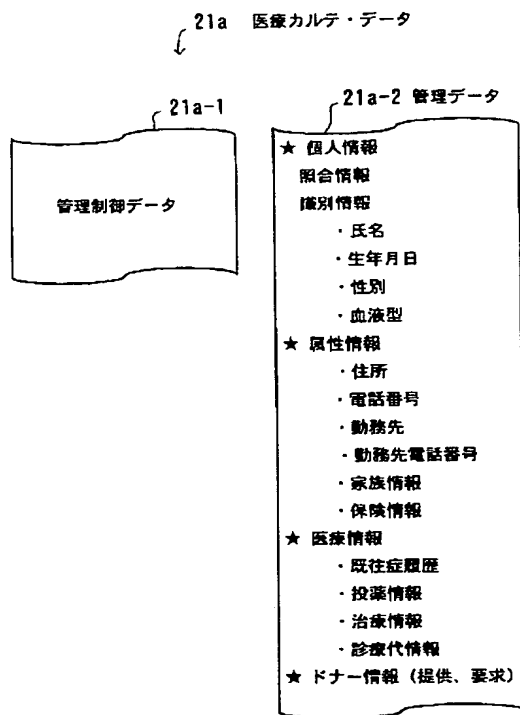 21a 医療カルテ・データ
21a-1
管理制御データ
21a-2 管理データ
★ 個人情報
照会情報
識別情報
・氏名
・生年月日
・性別
・血液型
★ 属性情報
・住所
・電話番号
・勤務先
・勤務先電話番号
・家族情報
・保険情報
★ 医療情報
・既往症履歴
・投薬情報
・治療情報
・診療代情報
★ ドナー情報（提供、要求）